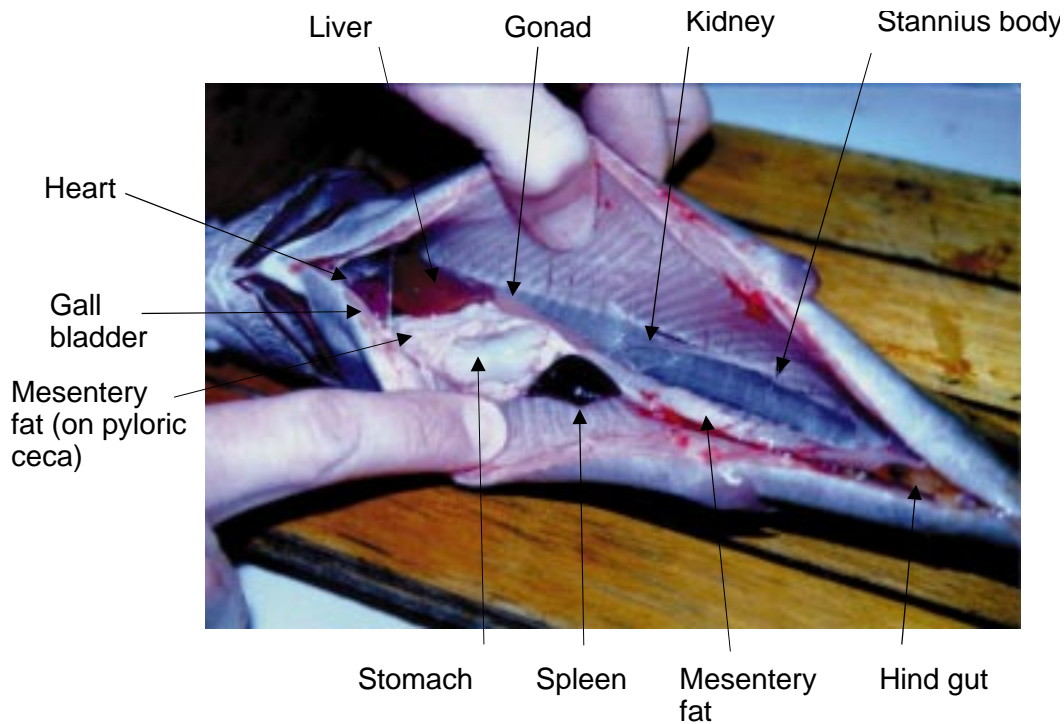 Liver
Gonad
Kidney
Stannius body
Heart
Gall
bladder
Mesentery
fat (on pyloric
ceca)
Stomach
Spleen
Mesentery
fat
Hind gut